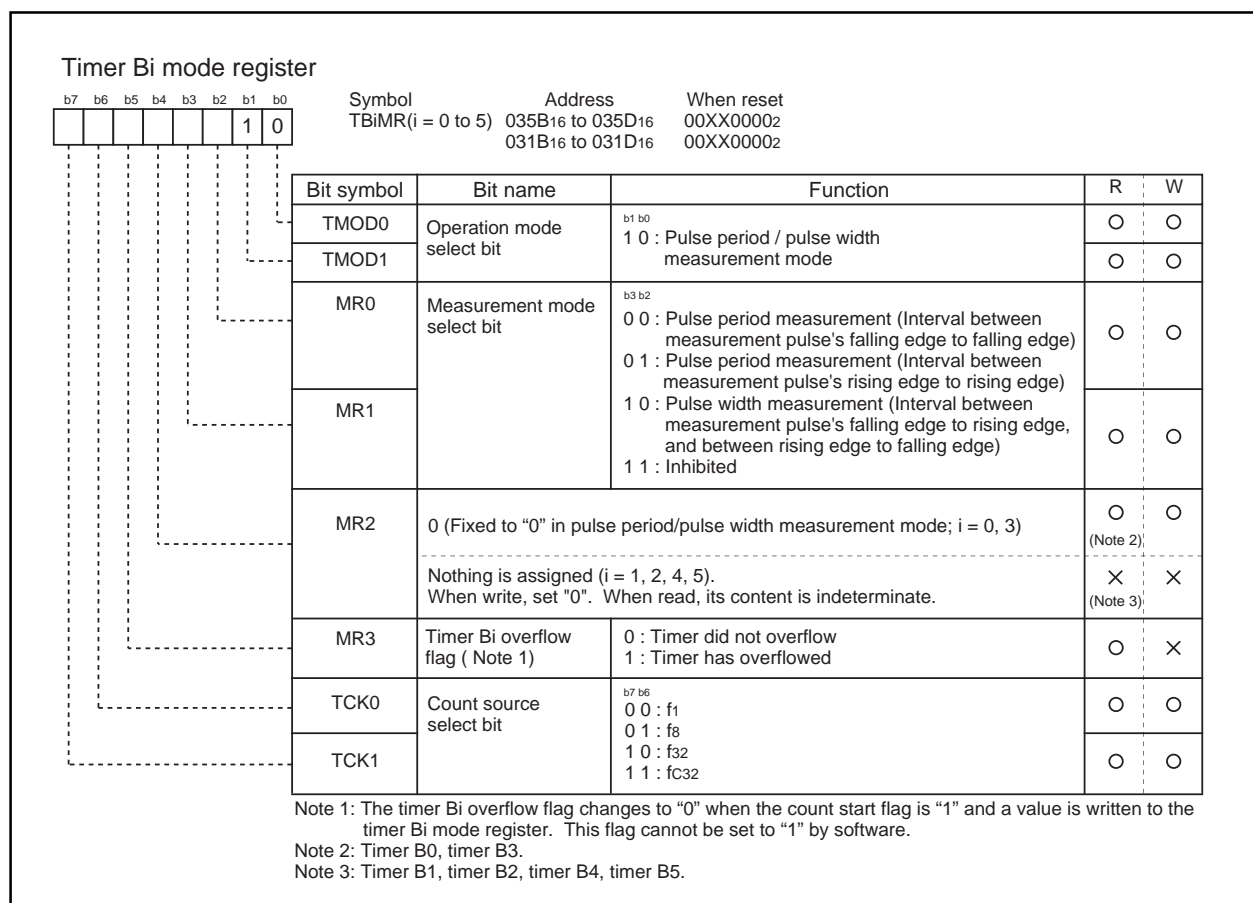 Timer Bi mode register
b7 b6 b5 b4 b3 b2 b1 b0
1 0
Symbol Address When reset
TBiMR(i = 0 to 5) 035B16 to 035D16 00XX00002
031B16 to 031D16 00XX00002
Bit symbol Bit name Function R W
TMOD0
TMOD1
Operation mode
select bit
b1 b0
1 0 : Pulse period / pulse width
measurement mode
MR0
MR1
Measurement mode
select bit
b3 b2
0 0 : Pulse period measurement (Interval between
measurement pulse's falling edge to falling edge)
0 1 : Pulse period measurement (Interval between
measurement pulse's rising edge to rising edge)
1 0 : Pulse width measurement (Interval between
measurement pulse's falling edge to rising edge,
and between rising edge to falling edge)
1 1 : Inhibited
MR2
0 (Fixed to “0” in pulse period/pulse width measurement mode; i = 0, 3)
(Note 2)
Nothing is assigned (i = 1, 2, 4, 5).
When write, set "0". When read, its content is indeterminate.
(Note 3)
MR3
Timer Bi overflow
flag ( Note 1)
0 : Timer did not overflow
1 : Timer has overflowed
TCK0
TCK1
Count source
select bit
b7 b6
0 0 : f1
0 1 : f8
1 0 : f32
1 1 : fC32
Note 1: The timer Bi overflow flag changes to “0” when the count start flag is “1” and a value is written to the
timer Bi mode register. This flag cannot be set to “1” by software.
Note 2: Timer B0, timer B3.
Note 3: Timer B1, timer B2, timer B4, timer B5.